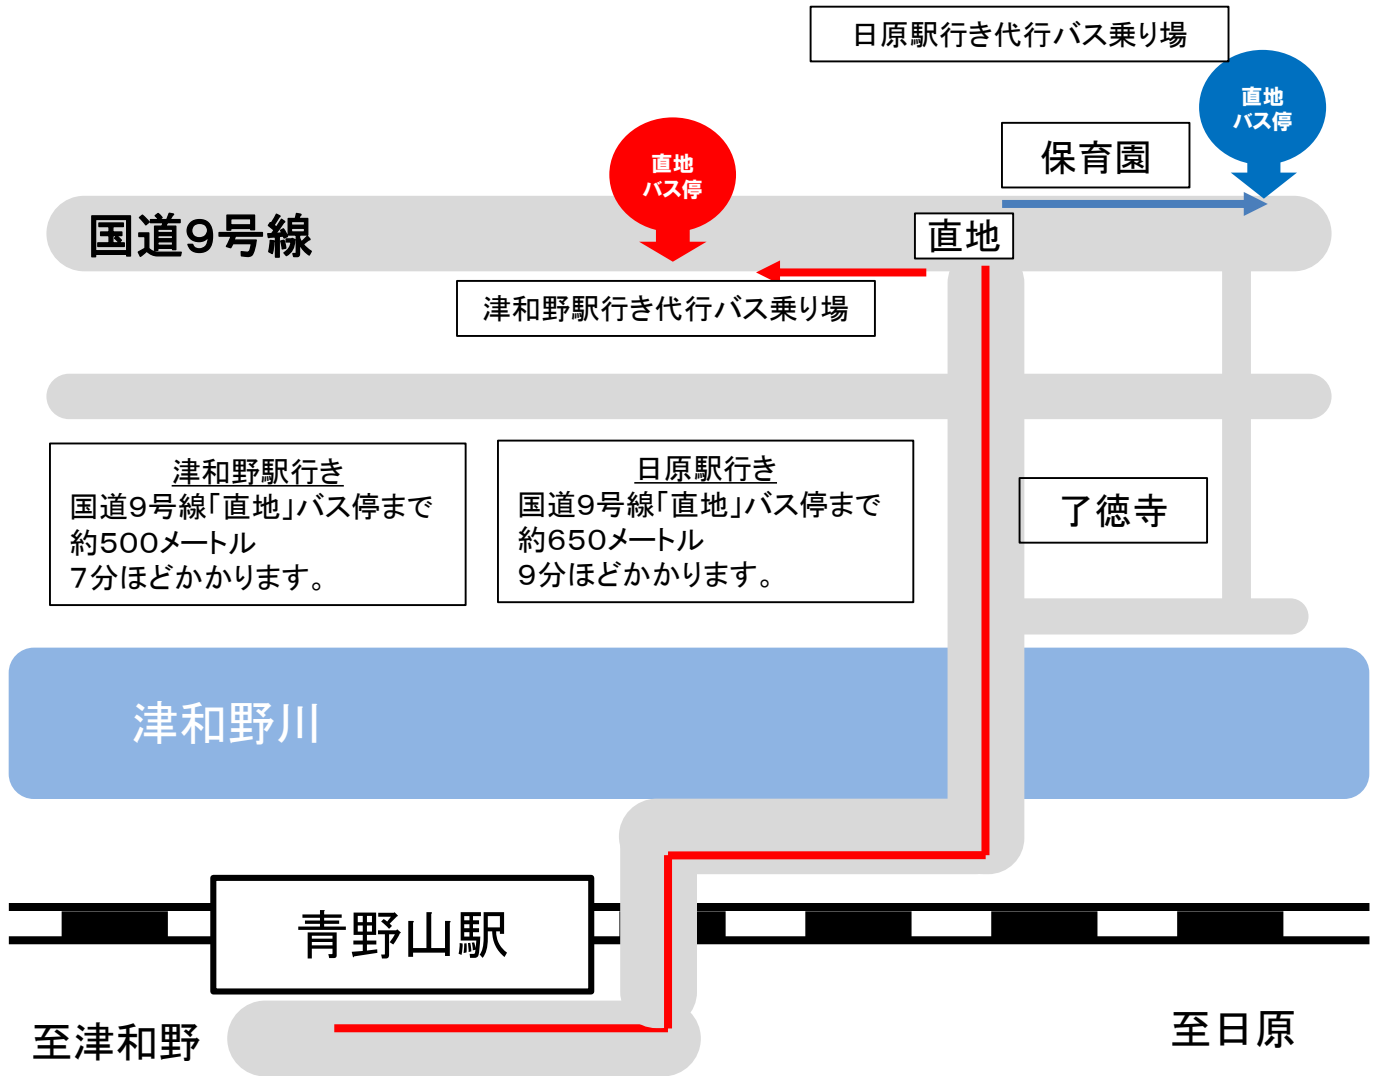 日原駅行き代行バス乗り場
直地
バス停
直地
バス停
保育園
国道9号線
直地
津和野駅行き代行バス乗り場
津和野駅行き
国道9号線「直地」バス停まで
約500メートル
7分ほどかかります。
日原駅行き
国道9号線「直地」バス停まで
約650メートル
9分ほどかかります。
了徳寺
津和野川
青野山駅
至津和野
至日原